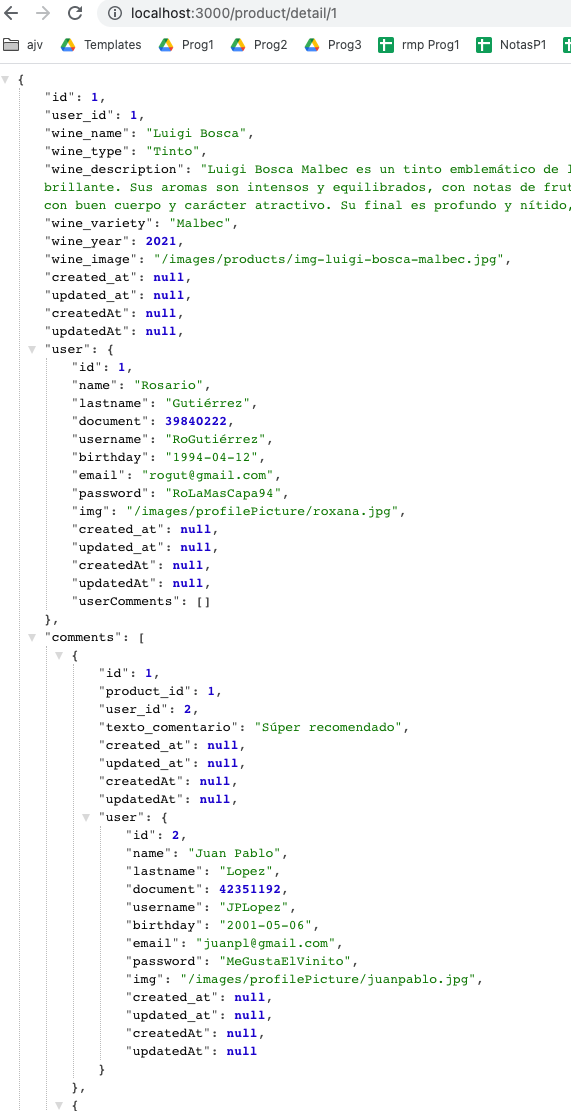 localhost:3000/product/detail/1
ajv Templates Prog1 Prog2 Prog3 rmp Prog1 NotasP1
{
"id": 1,
"user_id": 1,
"wine_name": "Luigi Bosca",
"wine_type": "Tinto",
"wine_description": "Luigi Bosca Malbec es un tinto emblemático de
brillante. Sus aromas son intensos y equilibrados, con notas de
con buen cuerpo y carácter atractivo. Su final es profundo y nítido,
"wine_variety": "Malbec",
"wine_year": 2021,
"wine_image": "/images/products/img-luigi-bosca-malbec.jpg",
"created_at": null,
"updated_at": null,
"createdAt": null,
"updatedAt": null,
"user": {
"id": 1,
"name": "Rosario",
"lastname": "Gutiérrez",
"document": 39840222,
"username": "RoGutiérrez",
"birthday": "1994-04-12",
"email": "rogut@gmail.com",
"password": "RoLaMasCapa94",
"img": "/images/profilePicture/roxana.jpg",
"created_at": null,
"updated_at": null,
"createdAt": null,
"updatedAt": null,
"userComments": []
},
"comments": [
{
"id": 1,
"product_id": 1,
"user_id": 2,
"texto_comentario": "Súper recomendado",
"created_at": null,
"updated_at": null,
"createdAt": null,
"updatedAt": null,
"user": {
"id": 2,
"name": "Juan Pablo",
"lastname": "Lopez",
"document": 42351192,
"username": "JPLopez",
"birthday": "2001-05-06",
"email": "juanpl@gmail.com",
"password": "MeGustaElVinito",
"img": "/images/profilePicture/juanpablo.jpg",
"created_at": null,
"updated_at": null,
"createdAt": null,
"updatedAt": null
}
},
{